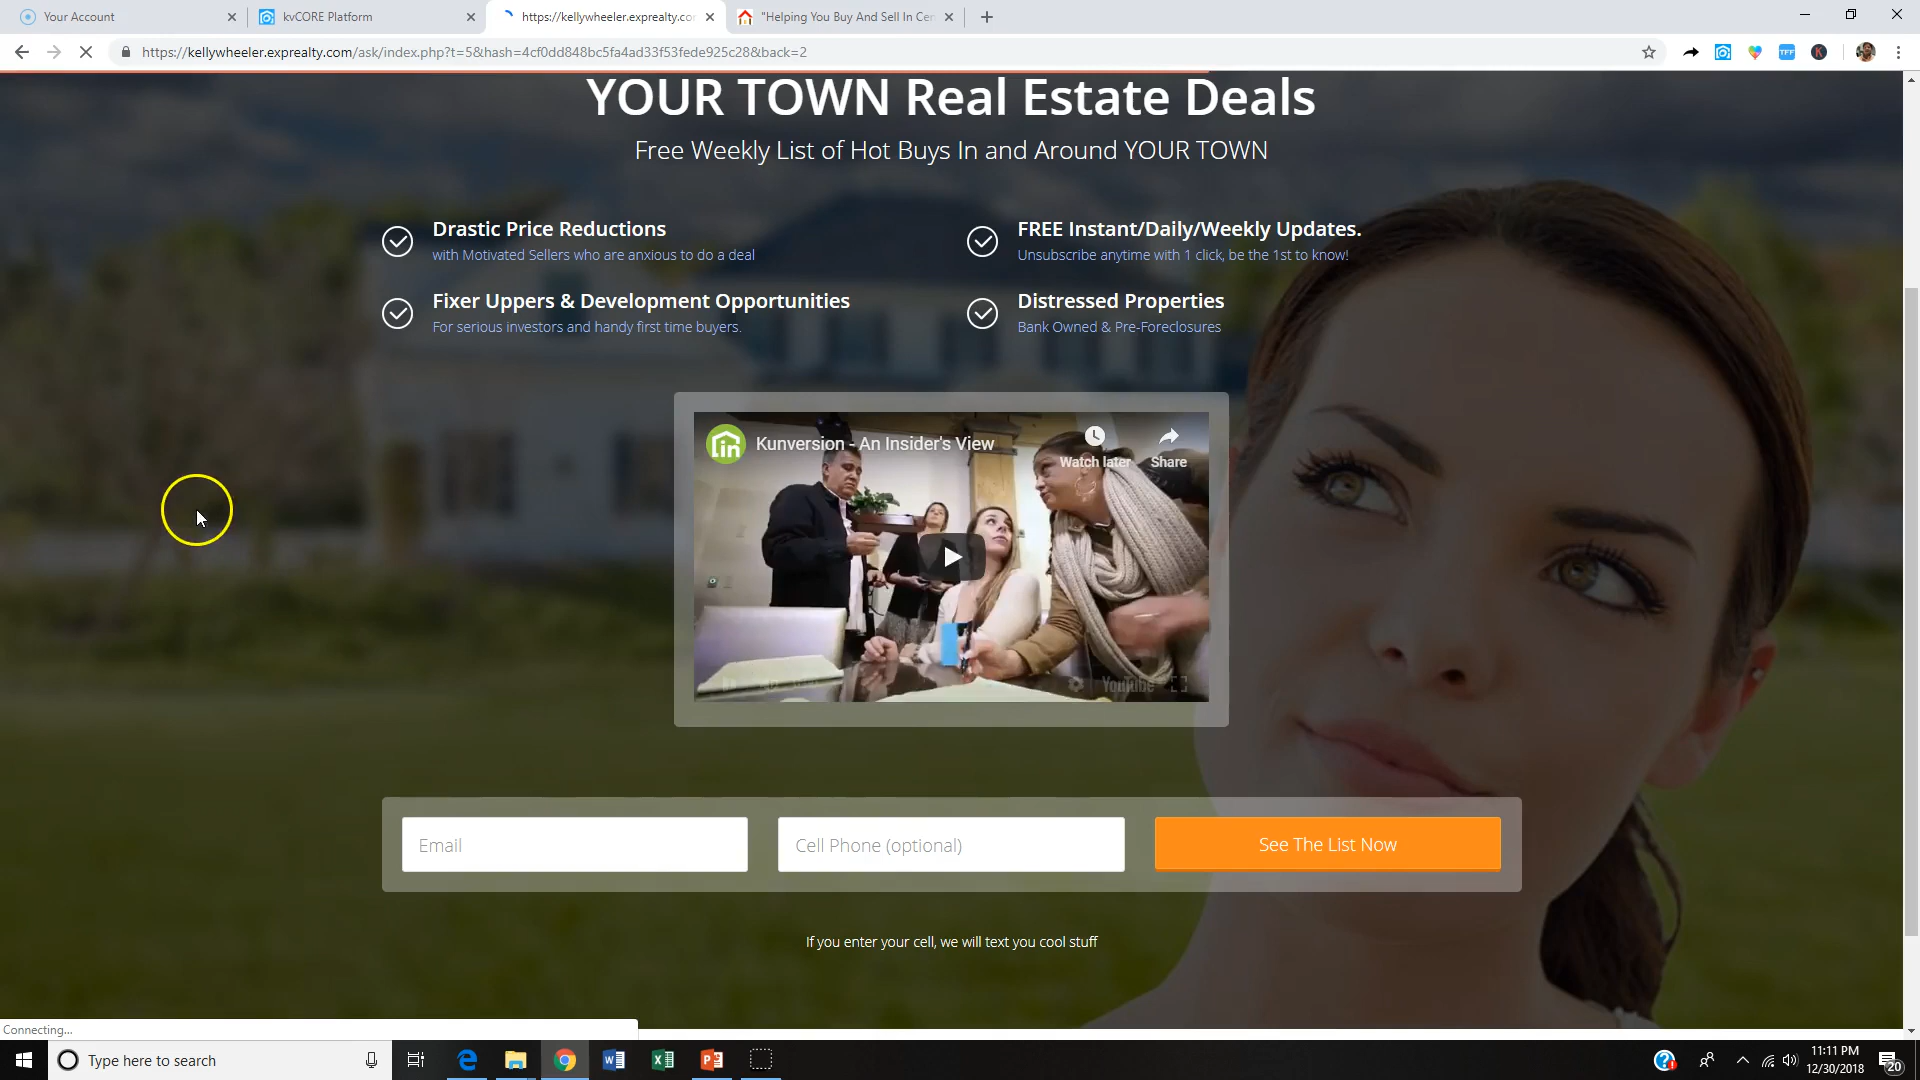 Your Account
kvCORE Platform
https://kellywheeler.exprealty.cor
"Helping You Buy And Sell In Cen
https://kellywheeler.exprealty.com/ask/index.php?t=5&hash=4cf0dd848bc5fa4ad33f53fede925c28&back=2
TFF
K
YOUR TOWN Real Estate Deals
Free Weekly List of Hot Buys In and Around YOUR TOWN
Drastic Price Reductions
with Motivated Sellers who are anxious to do a deal
FREE Instant/Daily/Weekly Updates.
Unsubscribe anytime with 1 click, be the 1st to know!
Fixer Uppers & Development Opportunities
For serious investors and handy first time buyers.
Distressed Properties
Bank Owned & Pre-Foreclosures
in
Kunversion - An Insider's View
Watch later
Share
YouTube
Email
Cell Phone (optional)
See The List Now
If you enter your cell, we will text you cool stuff
Connecting...
Type here to search
11:11 PM
12/30/2018
20